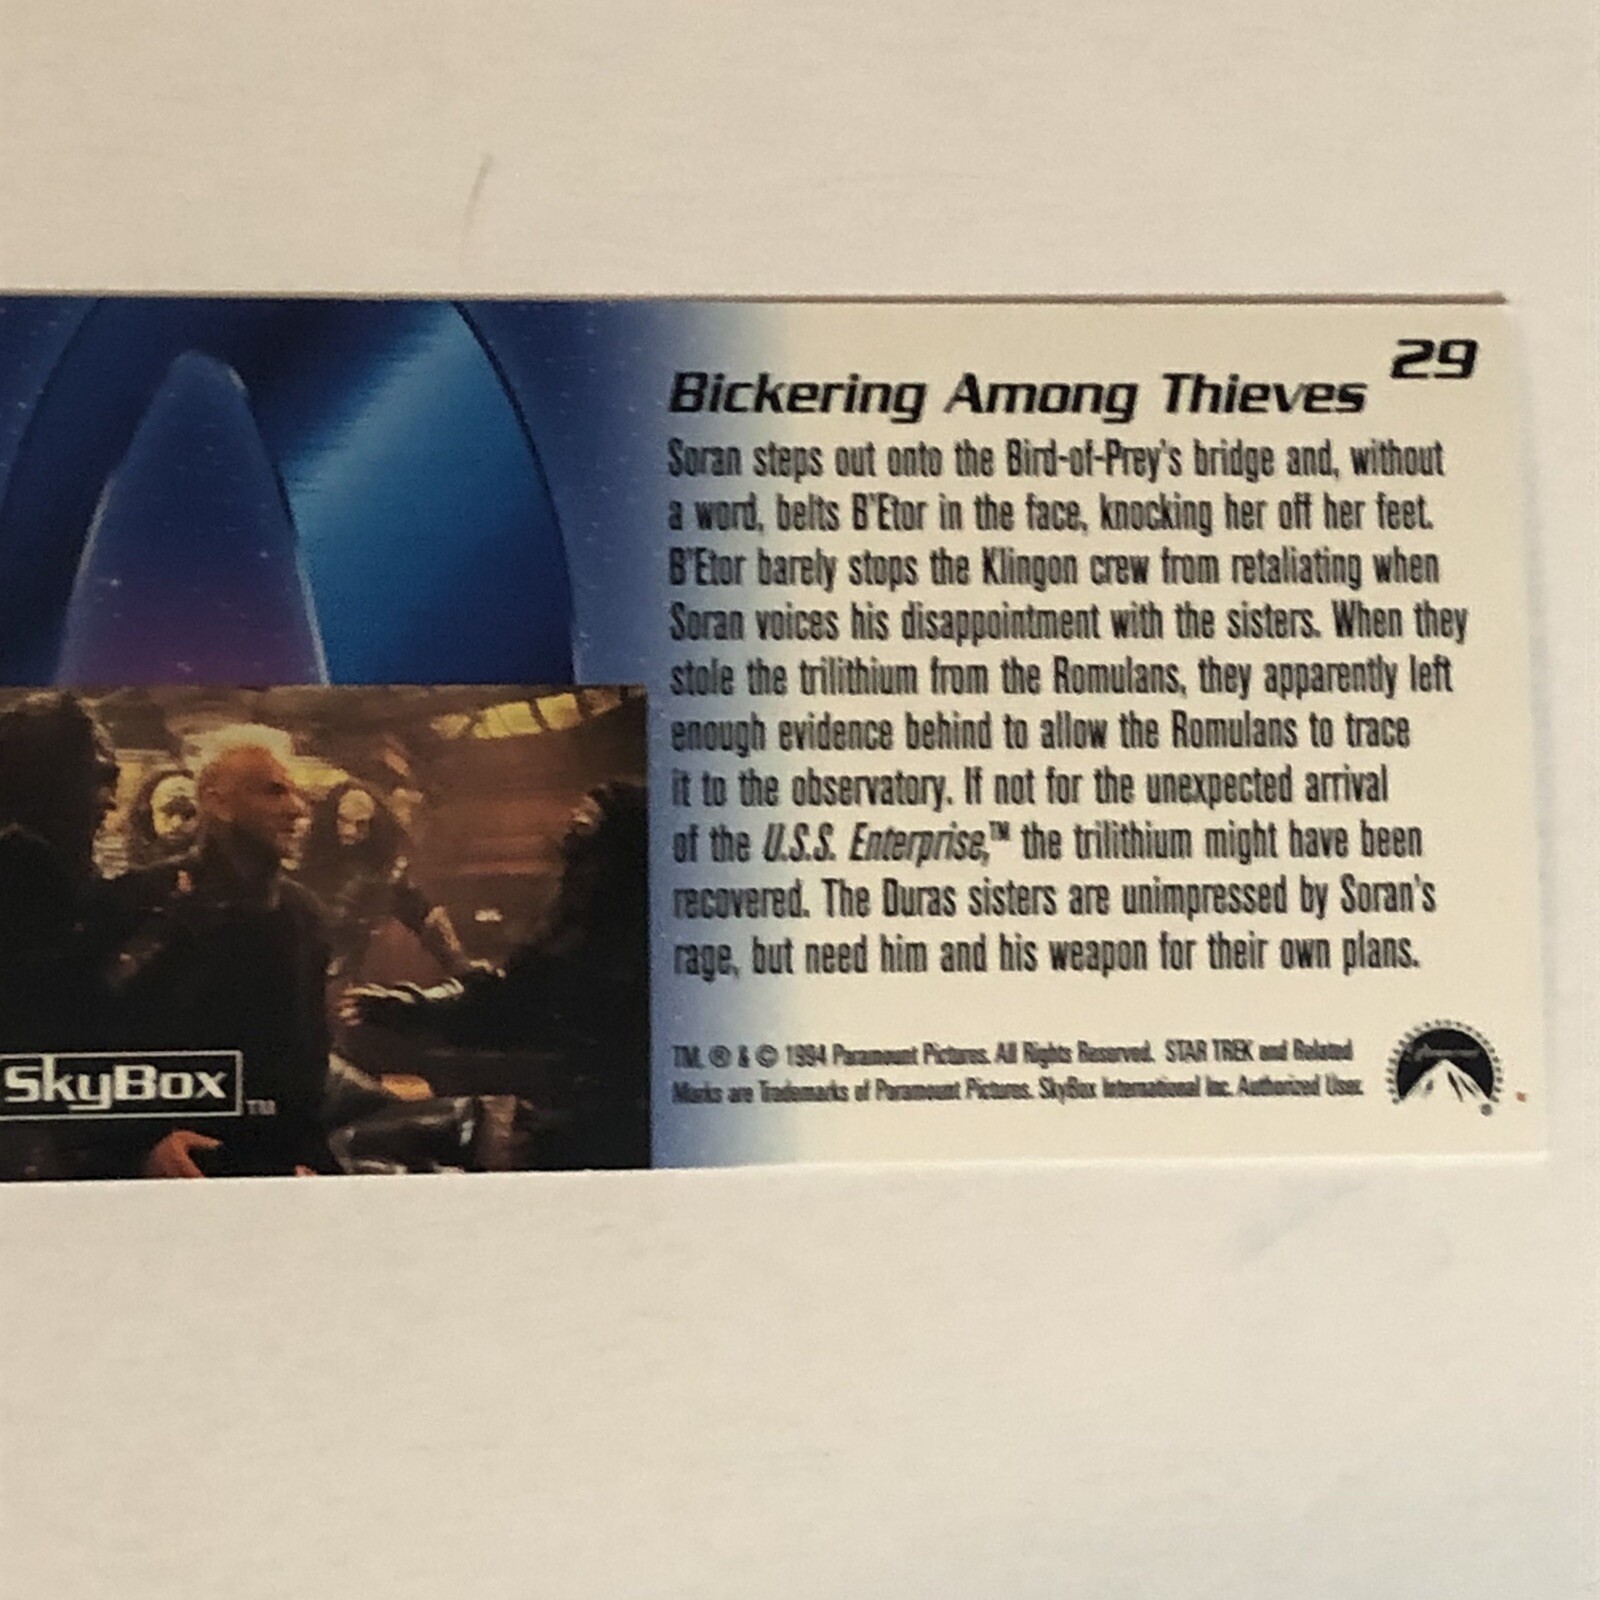 29
Bickering Among Thieves
Soran steps out onto the Bird-of-Prey's bridge and, without
a word, belts B'Etor in the face, knocking her off her feet.
B'Etor barely stops the Klingon crew from retaliating when
Soran voices his disappointment with the sisters. When they
stole the trilithium from the Romulans, they apparently left
enough evidence behind to allow the Romulans to trace
it to the observatory. If not for the unexpected arrival
of the U.S.S. Enterprise,™ the trilithium might have been
recovered. The Duras sisters are unimpressed by Soran's
rage, but need him and his weapon for their own plans.
TM, ® & © 1994 Paramount Pictures. All Rights Reserved. STAR TREK and Related
Marks are Trademarks of Paramount Pictures. SkyBox International Inc. Authorized User.
SkyBox TM